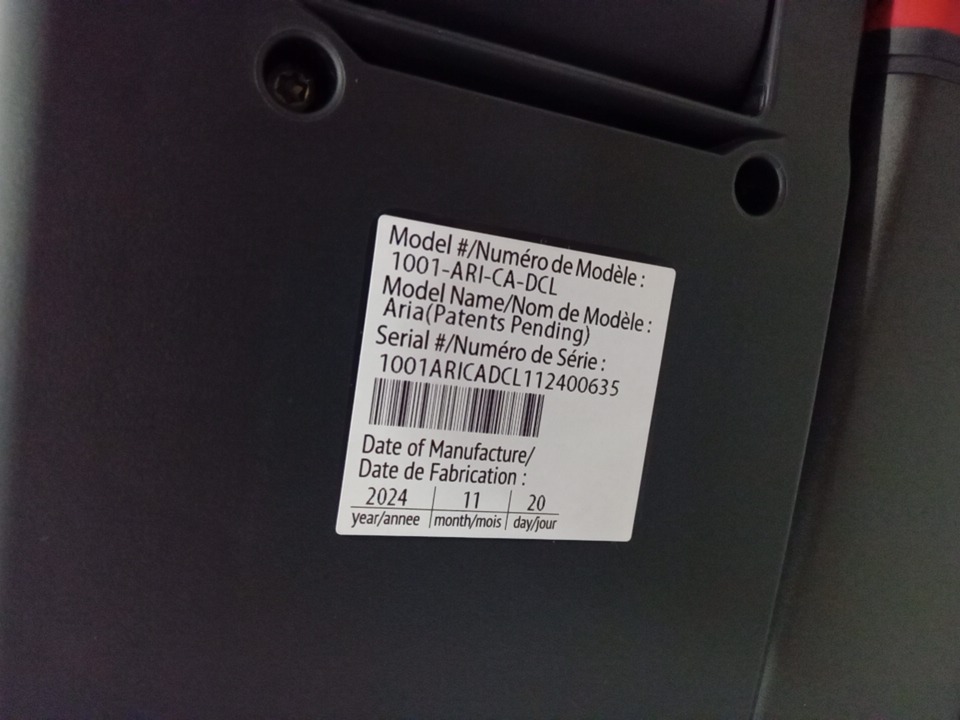 Model #/Numéro de Modèle :
1001-ARI-CA-DCL
Model Name/Nom de Modèle :
Aria(Patents Pending)
Serial #/Numéro de Série :
1001ARICADCL112400635
Date of Manufacture/
Date de Fabrication :
2024 11 20
year/annee month/mois day/jour